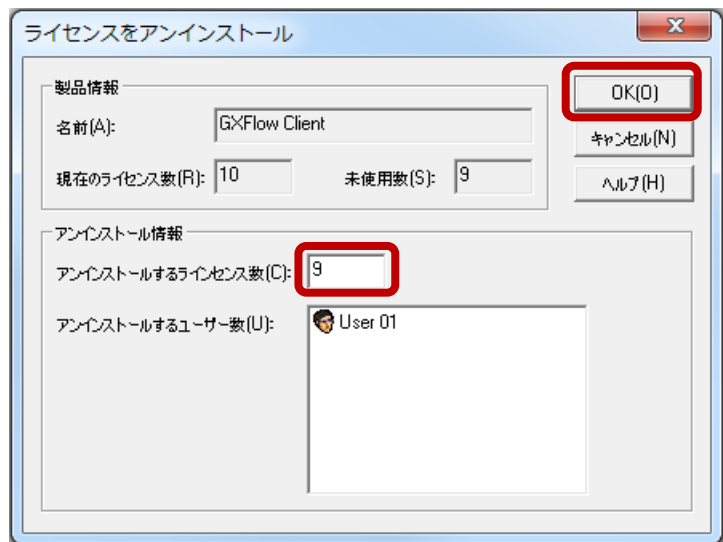 ライセンスをアンインストール
製品情報
名前(A): GXFlow Client
現在のライセンス数(R): 10 未使用数(S): 9
OK(O)
キャンセル(N)
ヘルプ(H)
アンインストール情報
アンインストールするラインセンス数(C): 9
アンインストールするユーザー数(U): User 01